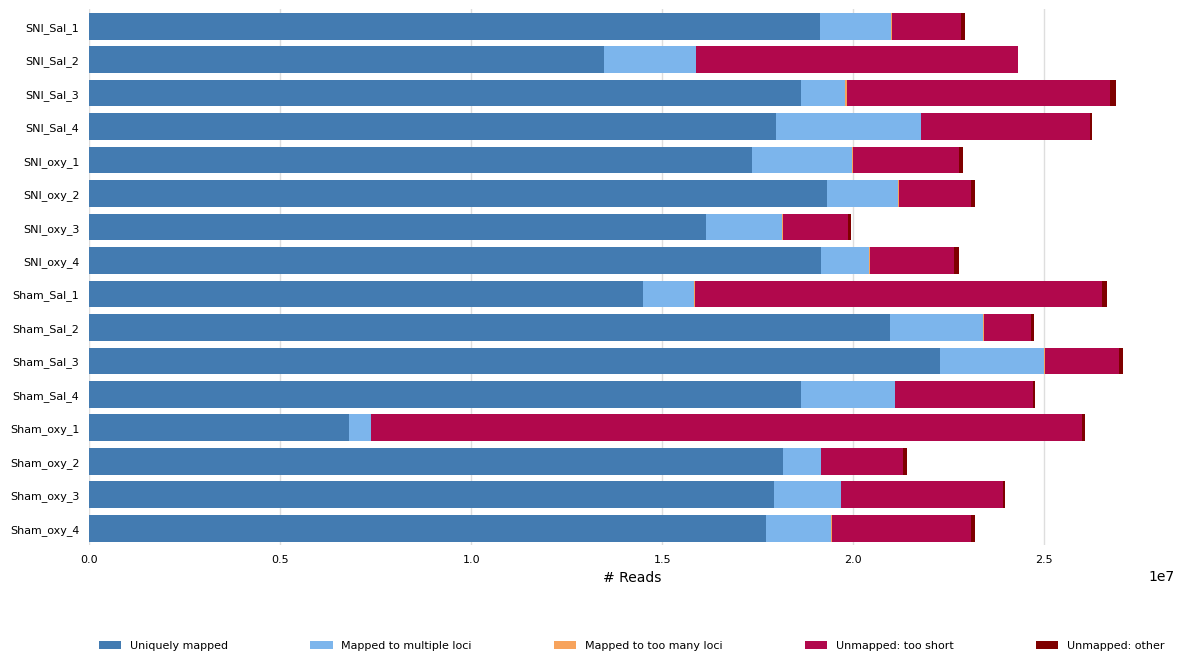 SNI_Sal_1
SNI_Sal_2
SNI_Sal_3
SNI_Sal_4
SNI_oxy_1
SNI_oxy_2
SNI_oxy_3
SNI_oxy_4
Sham_Sal_1
Sham_Sal_2
Sham_Sal_3
Sham_Sal_4
Sham_oxy_1
Sham_oxy_2
Sham_oxy_3
Sham_oxy_4
0.0 0.5 1.0 1.5 2.0 2.5
# Reads
1e7
Uniquely mapped Mapped to multiple loci Mapped to too many loci Unmapped: too short Unmapped: other